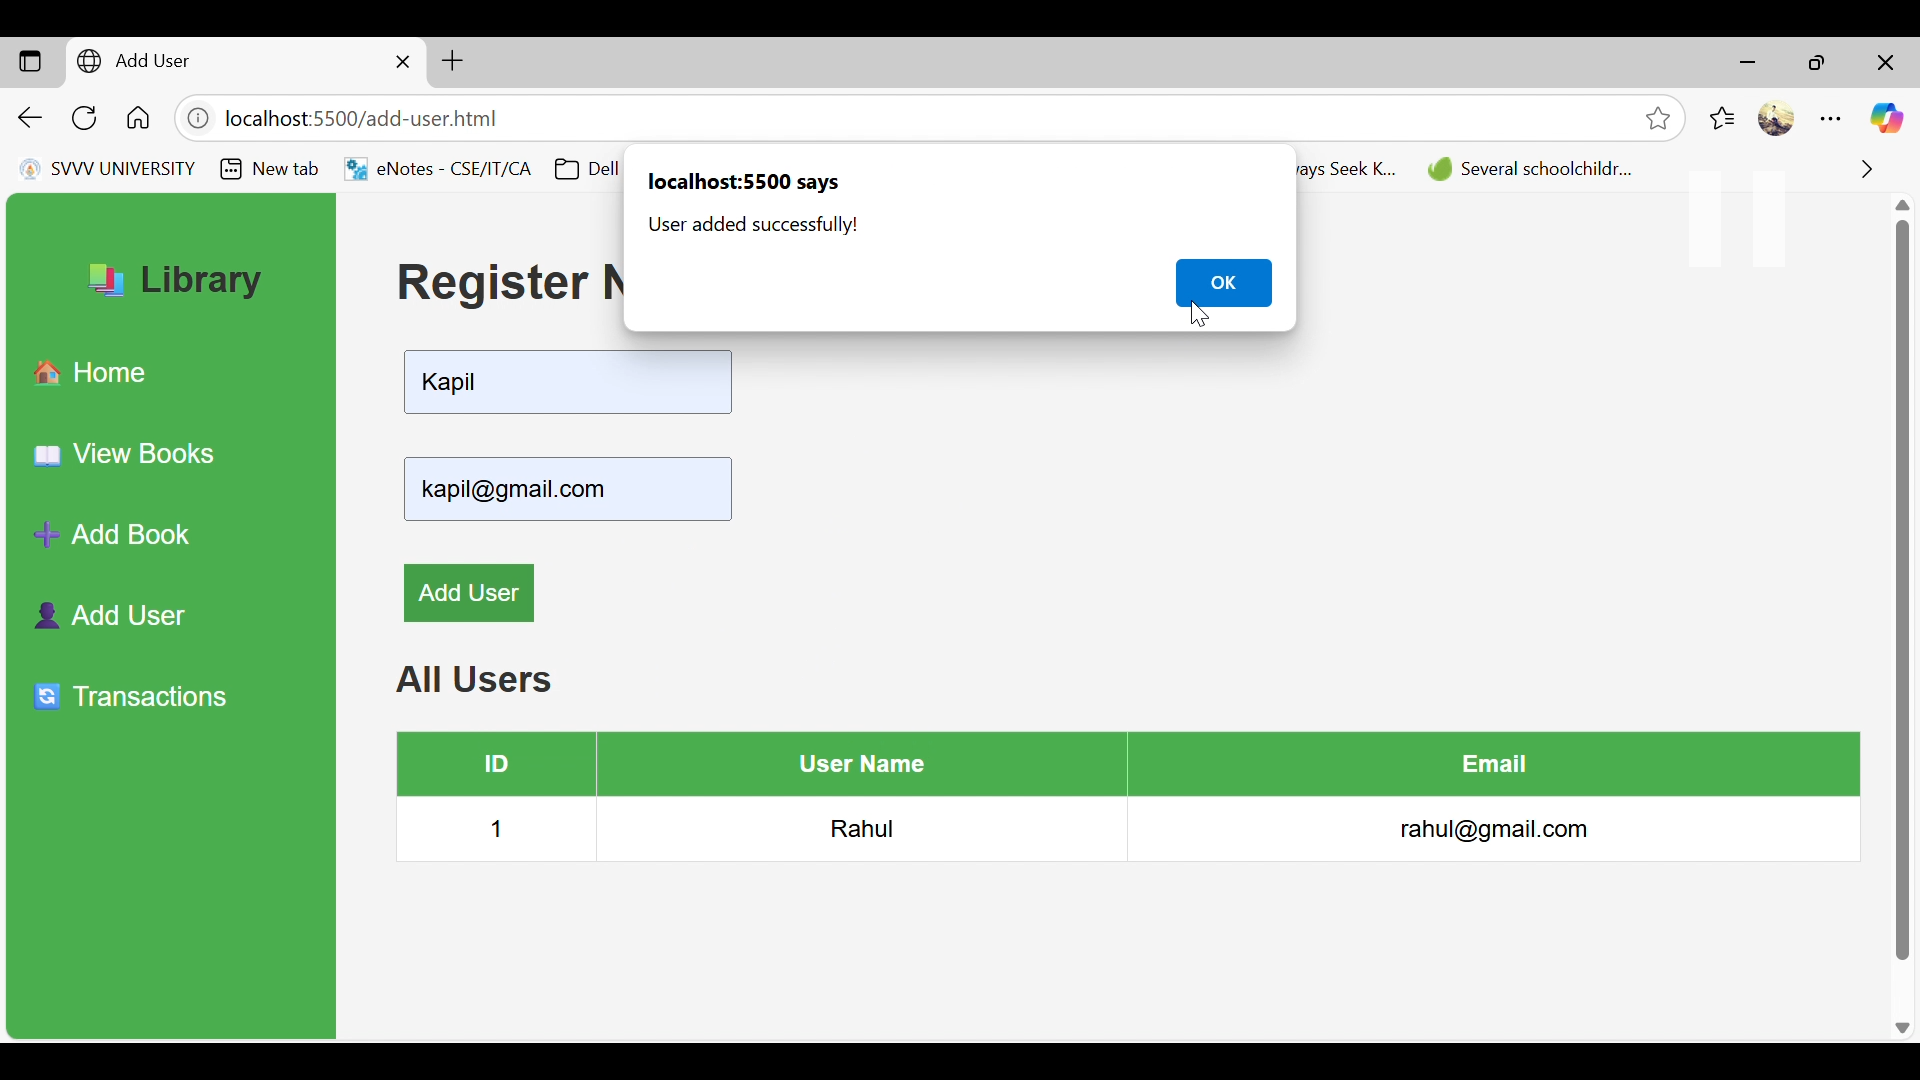 Add User
localhost:5500/add-user.html
SVVV UNIVERSITY
New tab
eNotes - CSE/IT/CA
Dell
ays Seek K...
Several schoolchildr...
localhost:5500 says
User added successfully!
OK
Library
Home
View Books
Add Book
Add User
Transactions
Register
Kapil
kapil@gmail.com
Add User
All Users
ID User Name Email
1 Rahul rahul@gmail.com